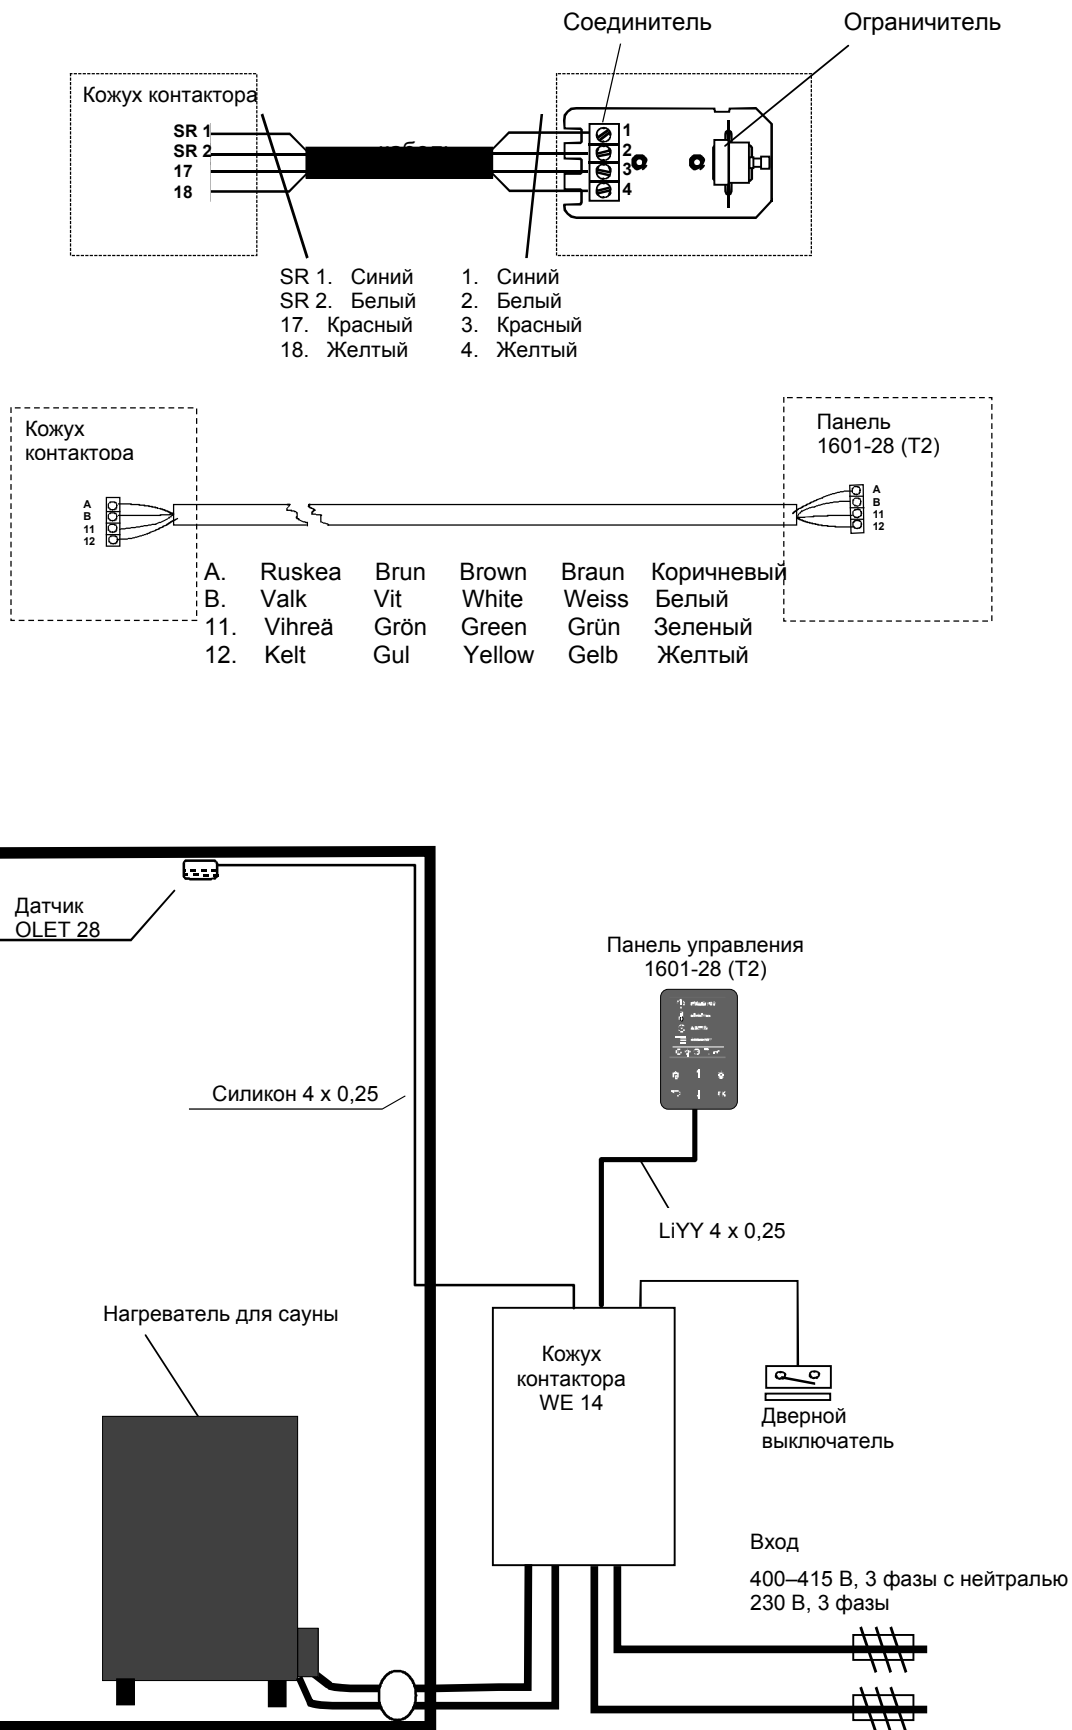 Соединитель
Ограничитель
Кожух контактора
SR 1
SR 2
17
18
1
2
3
4
SR 1. Синий
SR 2. Белый
17. Красный
18. Желтый
1. Синий
2. Белый
3. Красный
4. Желтый
Кожух
контактора
Панель
1601-28 (T2)
A
B
11
12
A
B
11
12
A. Ruskea Brun Brown Braun Коричневый
B. Valk Vit White Weiss Белый
11. Vihreä Grön Green Grün Зеленый
12. Kelt Gul Yellow Gelb Желтый
Датчик
OLET 28
Панель управления
1601-28 (T2)
Силикон 4 x 0,25
LiYY 4 x 0,25
Нагреватель для сауны
Кожух
контактора
WE 14
Дверной
выключатель
Вход
400–415 В, 3 фазы с нейтралью
230 В, 3 фазы